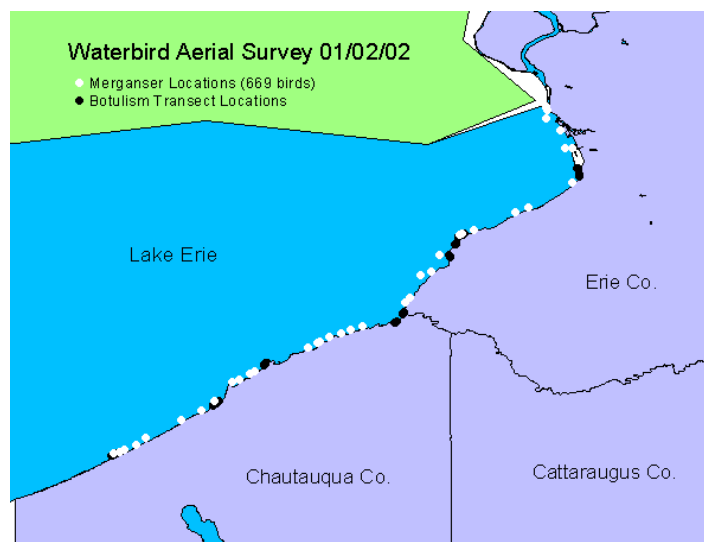 Waterbird Aerial Survey 01/02/02
Merganser Locations (669 birds)
Botulism Transect Locations
Lake Erie
Erie Co.
Chautauqua Co.
Cattaraugus Co.